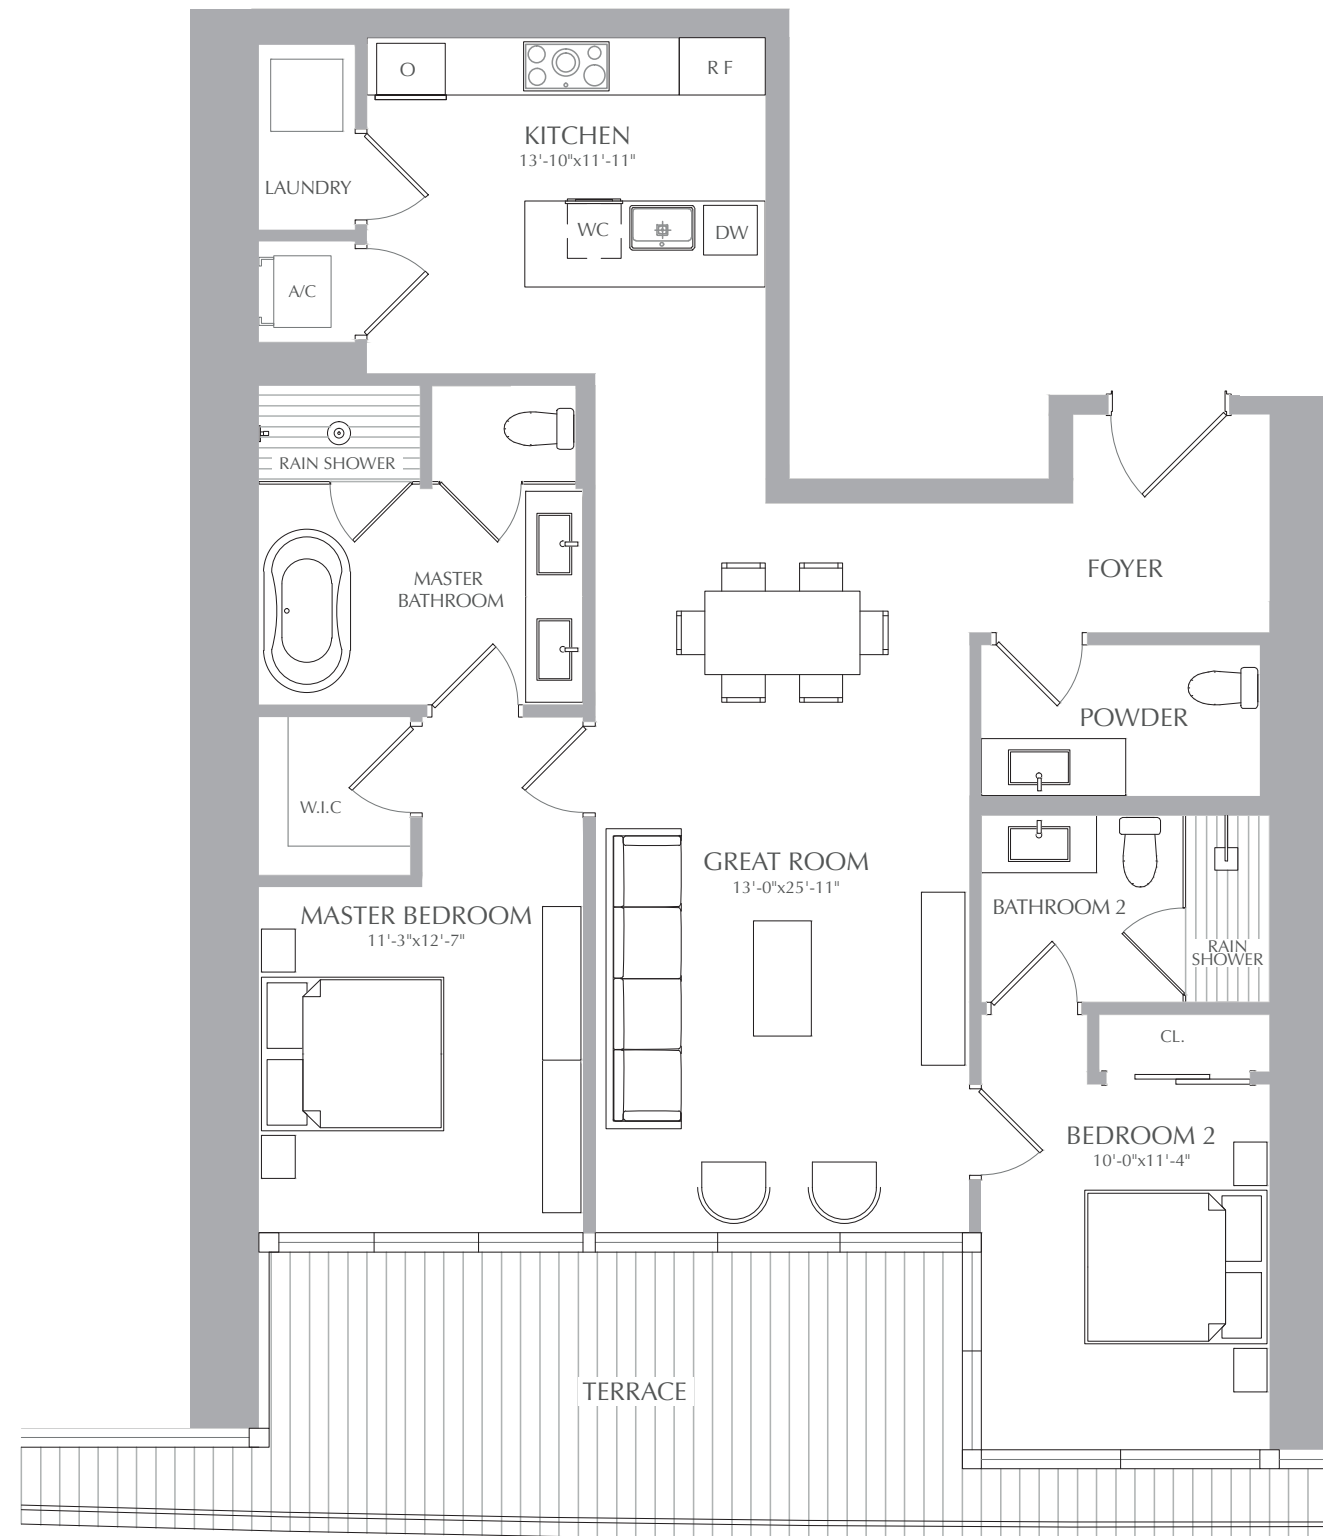 O
R F
KITCHEN
13'-10"x11'-11"
LAUNDRY
WC
DW
A/C
RAIN SHOWER
MASTER
BATHROOM
FOYER
POWDER
W.I.C
GREAT ROOM
13'-0"x25'-11"
MASTER BEDROOM
11'-3"x12'-7"
BATHROOM 2
RAIN
SHOWER
CL.
BEDROOM 2
10'-0"x11'-4"
TERRACE